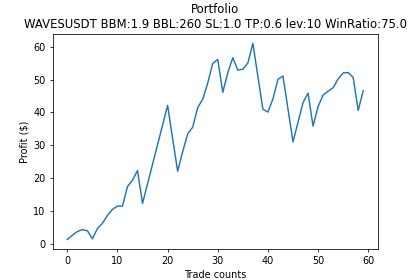 Portfolio
WAVESUSDT BBM:1.9 BBL:260 SL:1.0 TP:0.6 lev:10 WinRatio:75.0
60
50
40
30
20
10
0
Profit ($)
0 10 20 30 40 50 60
Trade counts